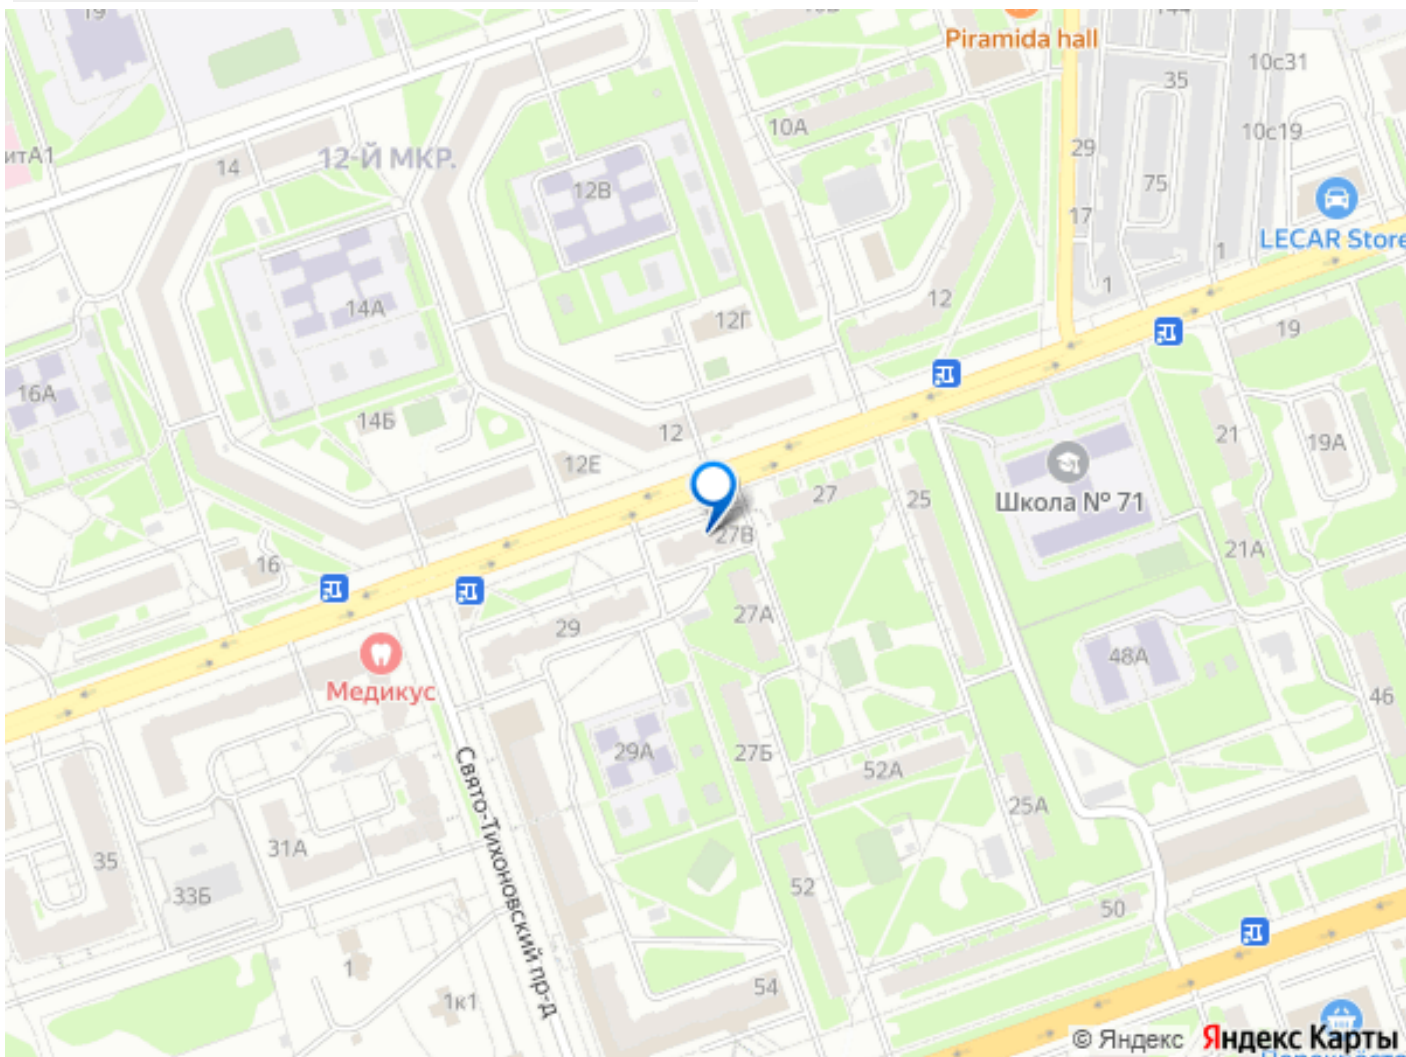 19
Piramida hall
10с31
35
10А
10с19
итА1
12-Й МКР.
14
29
12В
75
17
LECAR Store
1
1
14А
12Г
12
19
16А
14Б
12
12Е
21
19А
27
25
Школа № 71
27В
21А
16
29
27А
48А
Медикус
46
29А
27Б
52А
Свято-Тихоновский пр-д
25А
31А
35
33Б
52
50
1
1к1
54
© Яндекс Яндекс Карты